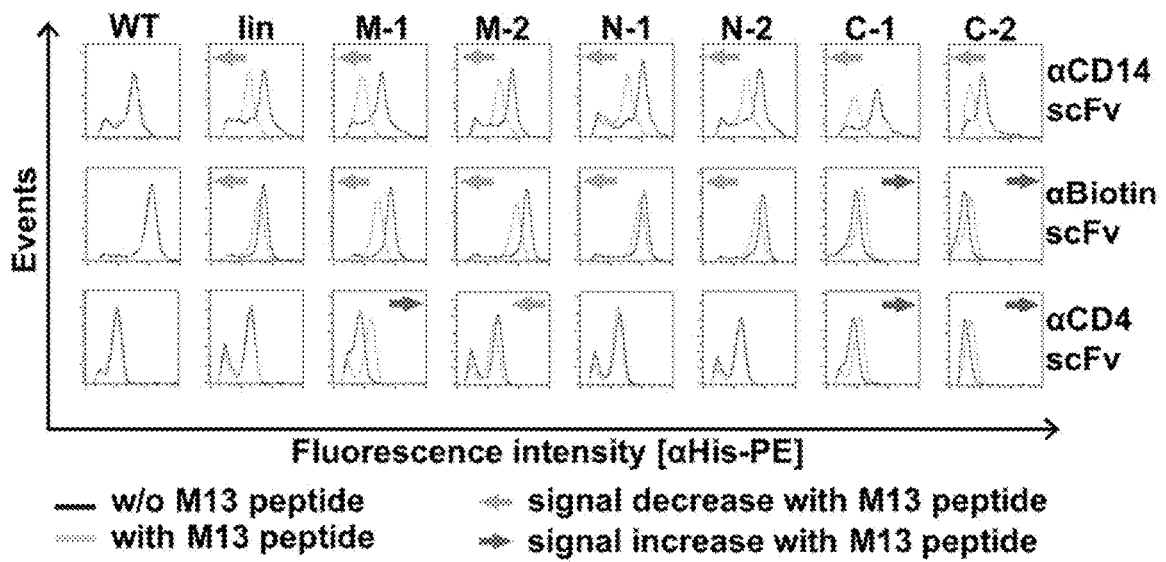 WT lin M-1 M-2 N-1 N-2 C-1 C-2
αCD14
scFv
αBiotin
scFv
αCD4
scFv
Events
Fluorescence intensity [αHis-PE]
w/o M13 peptide
signal decrease with M13 peptide
with M13 peptide
signal increase with M13 peptide